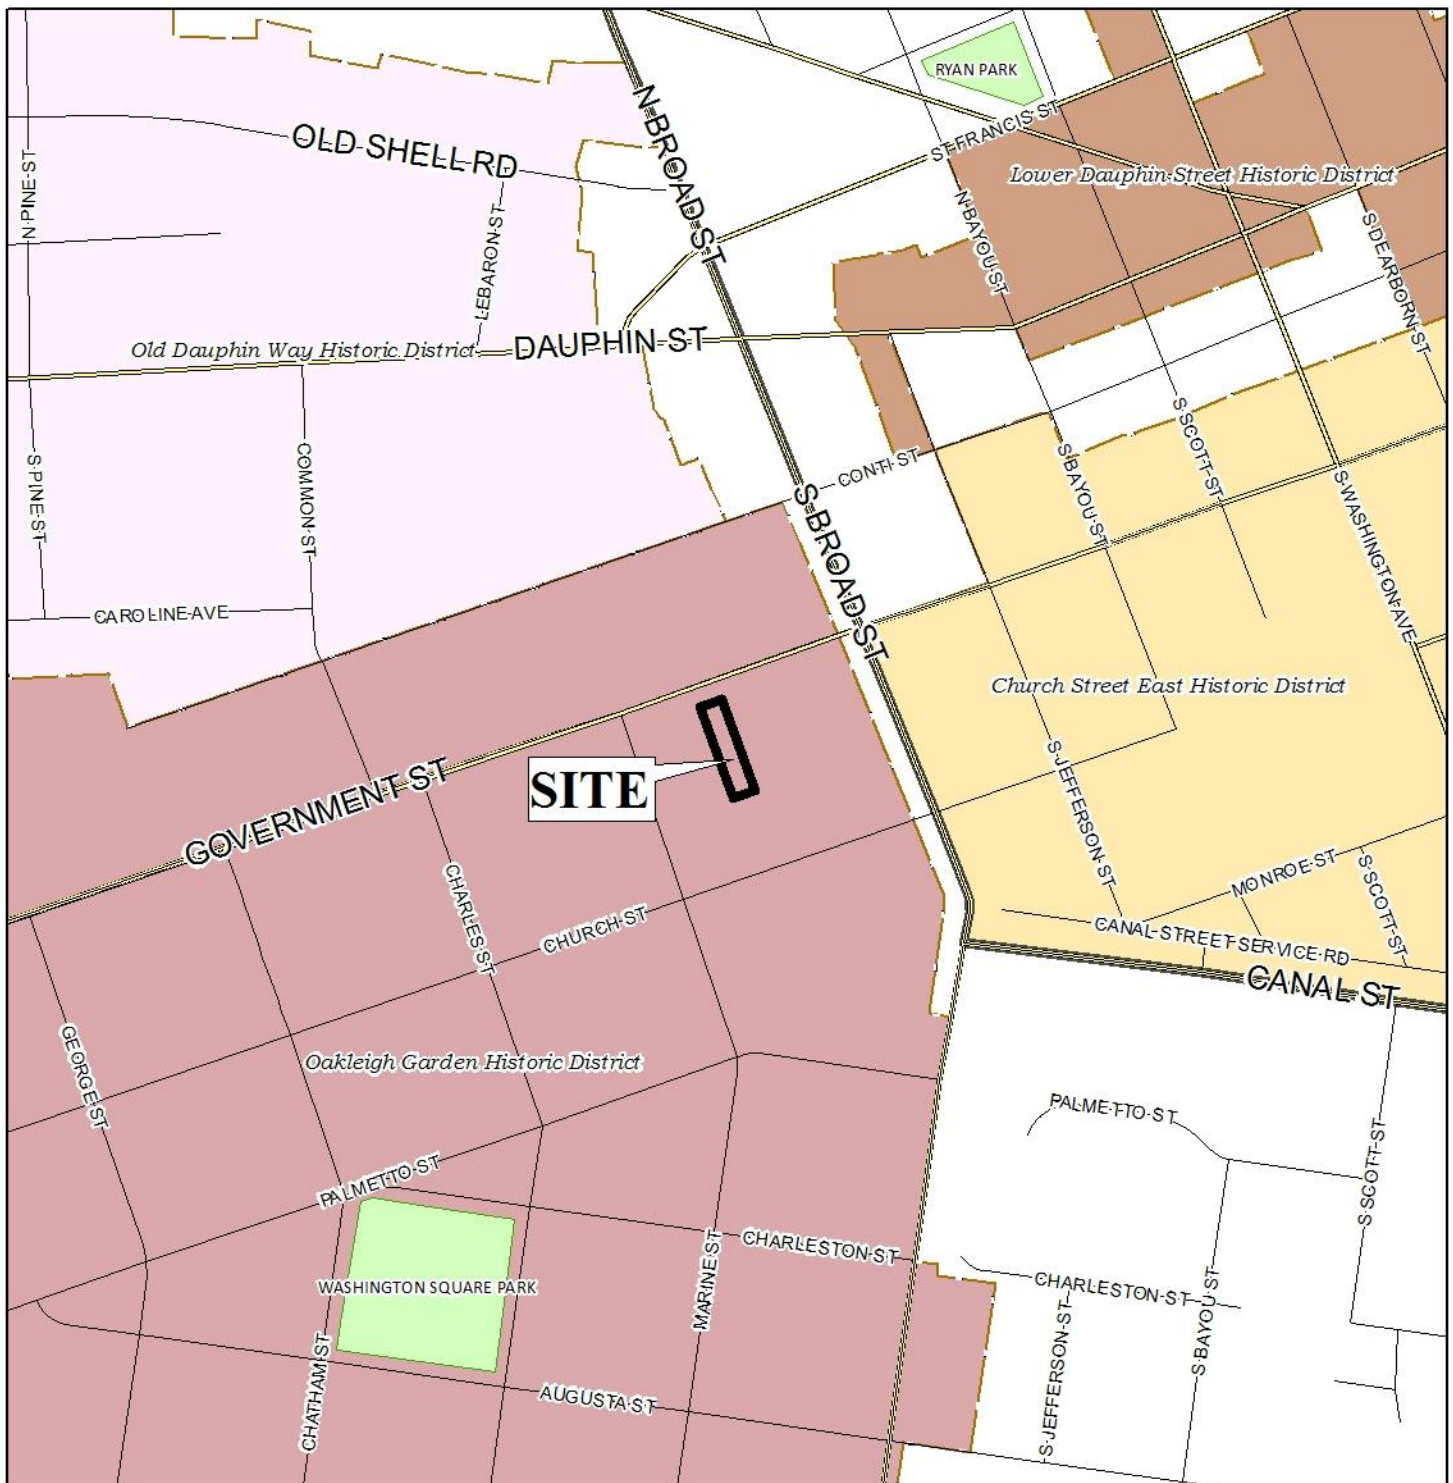 RYAN PARK
N BROAD ST
OLD SHELL RD
ST FRANCIS ST
N PINE ST
Lower Dauphin Street Historic District
LEBARON ST
N BAYOU ST
S DEARBORN ST
Old Dauphin Way Historic District
DAUPHIN ST
S PINE ST
COMMON ST
CONTI ST
S BROAD ST
S BAYOU ST
S SCOTT ST
S WASHINGTON AVE
CAROLINE AVE
Church Street East Historic District
SITE
GOVERNMENT ST
S JEFFERSON ST
CHARLES ST
CHURCH ST
MONROE ST
S SCOTT ST
CANAL STREET SERVICE RD
CANAL ST
GEORGE ST
Oakleigh Garden Historic District
PALMETTO ST
PALMETTO ST
S SCOTT ST
CHARLESTON ST
MARINE ST
WASHINGTON SQUARE PARK
CHARLESTON ST
S BAYOU ST
S JEFFERSON ST
CHATHAM ST
AUGUSTA ST